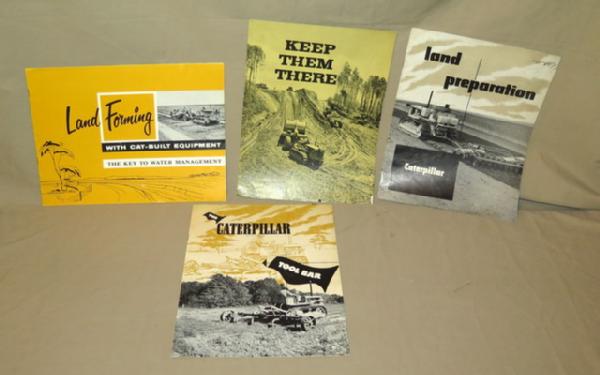 Land Forming
WITH CAT-BUILT EQUIPMENT
THE KEY TO WATER MANAGEMENT
KEEP
THEM
THERE
land
preparation
Caterpillar
CATERPILLAR
TOOL BAR